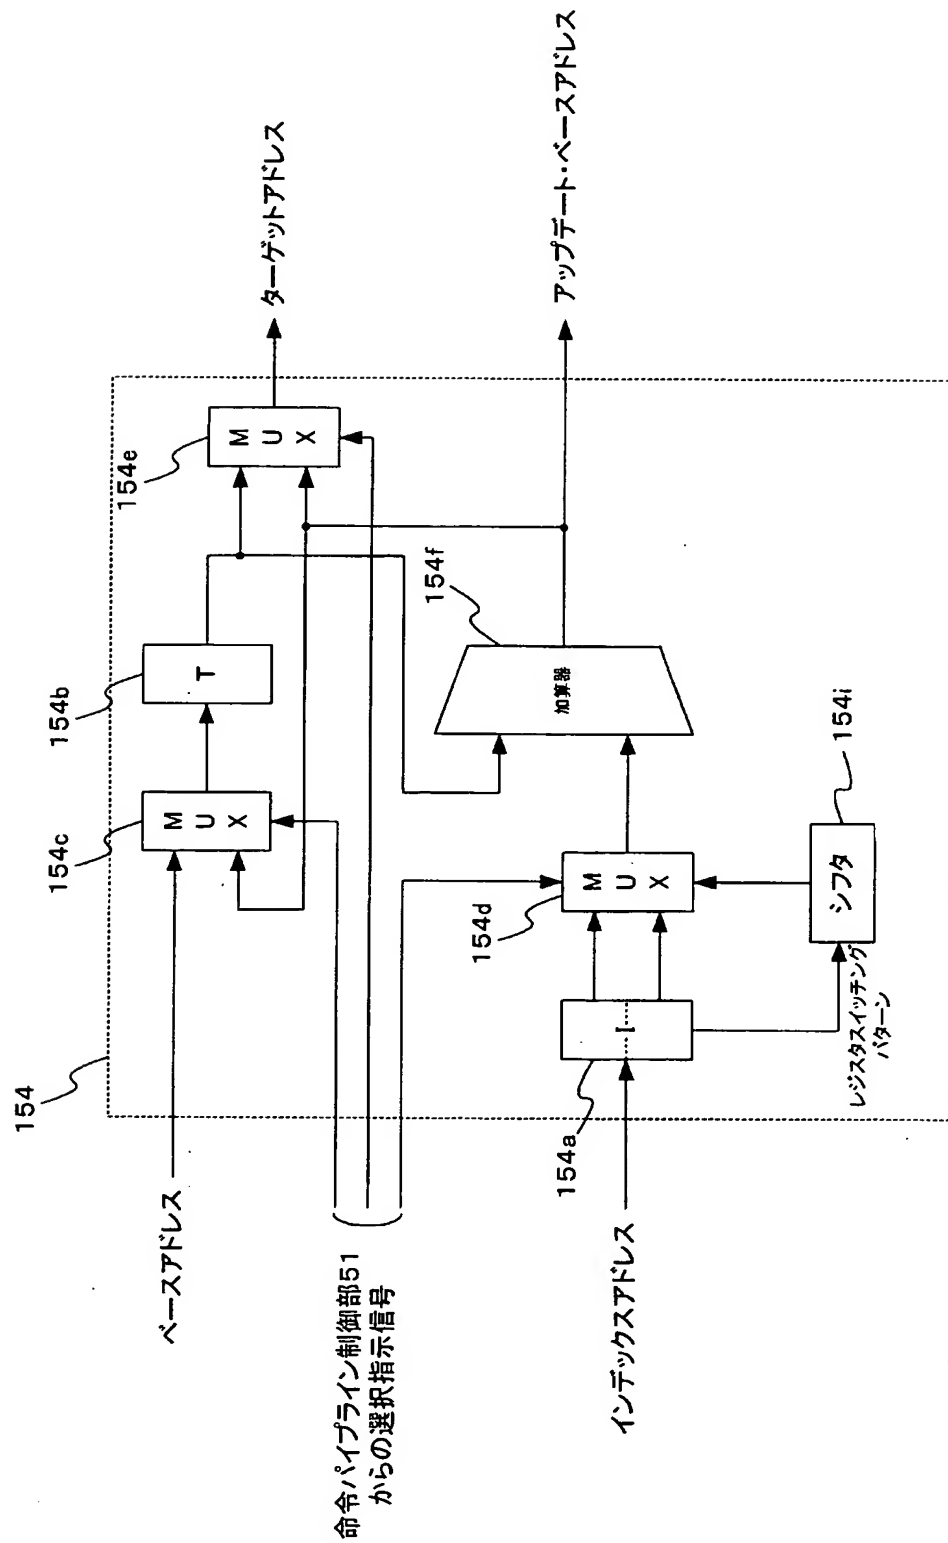 154
ベースアドレス
154c
MUX
154b
T
154e
MUX
ターゲットアドレス
命令パイプライン制御部51
からの選択指示信号
154f
加算器
アップデート・ベースアドレス
154d
MUX
154a
I
インデックスアドレス
レジスタスイッチング
パターン
シフタ
154i